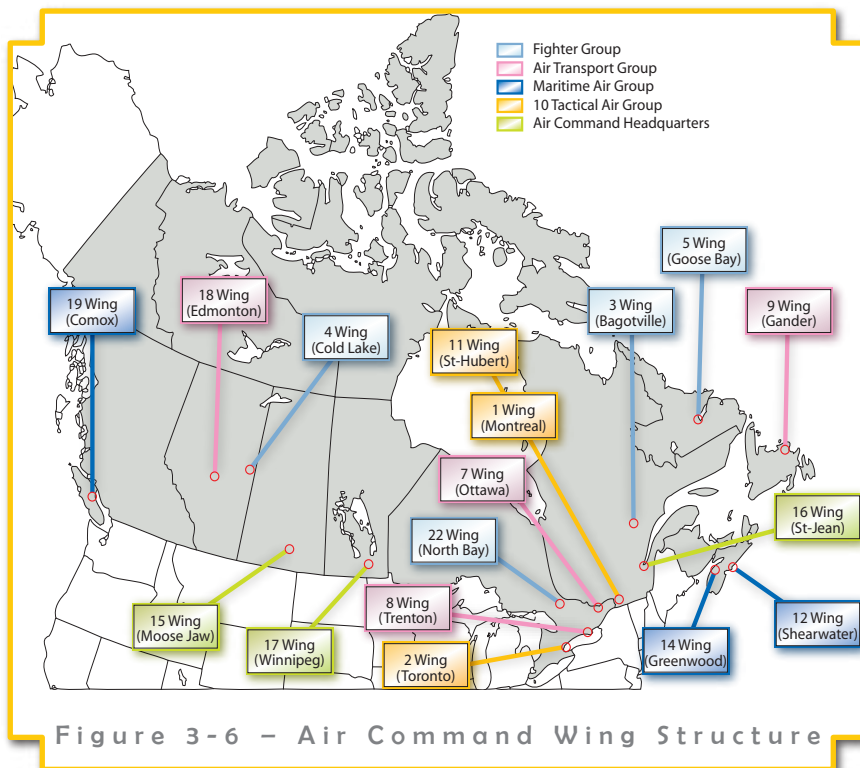 Fighter Group
Air Transport Group
Maritime Air Group
10 Tactical Air Group
Air Command Headquarters
5 Wing
(Goose Bay)
19 Wing
(Comox)
18 Wing
(Edmonton)
4 Wing
(Cold Lake)
11 Wing
(St-Hubert)
3 Wing
(Bagotville)
9 Wing
(Gander)
1 Wing
(Montreal)
7 Wing
(Ottawa)
16 Wing
(St-Jean)
22 Wing
(North Bay)
15 Wing
(Moose Jaw)
17 Wing
(Winnipeg)
8 Wing
(Trenton)
2 Wing
(Toronto)
14 Wing
(Greenwood)
12 Wing
(Shearwater)
Figure 3-6 – Air Command Wing Structure